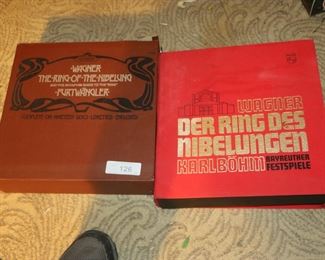 WAGNER
THE·RING·OF·THE·NIBELUNG
FURTWÄNGLER
126
WAGNER
DER RING DES
NIBELUNGEN
KARL BÖHM
BAYREUTHER
FESTSPIELE